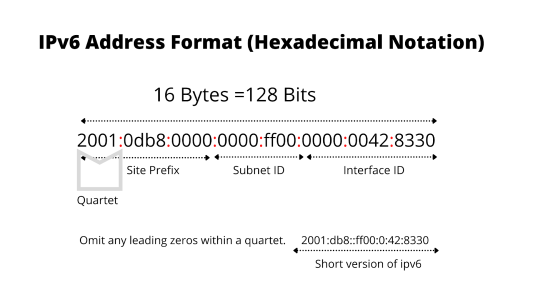 IPv6 Address Format (Hexadecimal Notation)
16 Bytes =128 Bits
2001:0db8:0000:0000:ff00:0000:0042:8330
Site Prefix Subnet ID Interface ID
Quartet
Omit any leading zeros within a quartet. 2001:db8::ff00:0:42:8330
Short version of ipv6